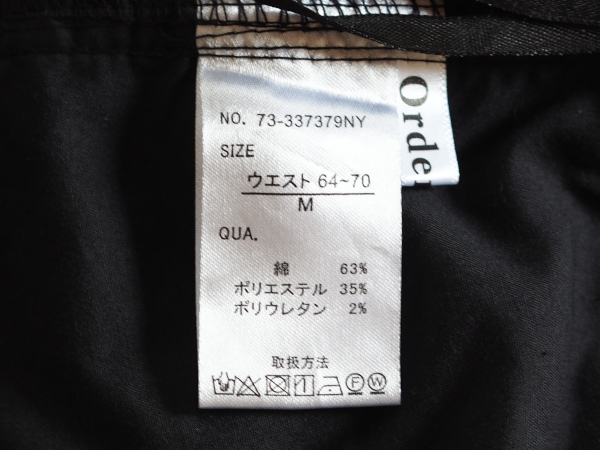 NO. 73-337379NY
SIZE
ウエスト 64~70
M
QUA.
綿 63%
ポリエステル 35%
ポリウレタン 2%
取扱方法
F W
Order